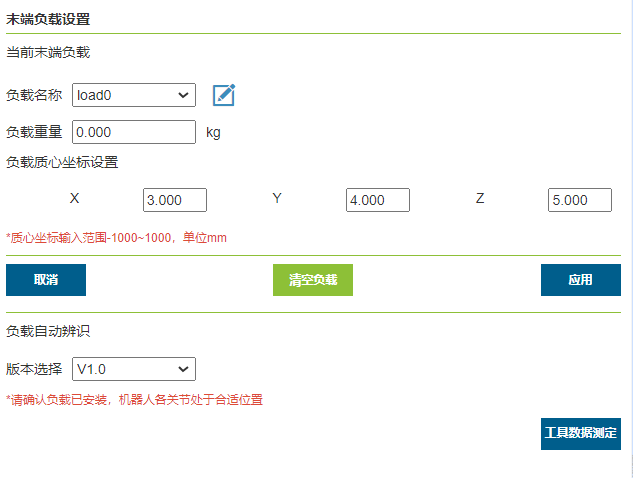 末端负载设置
当前末端负载
负载名称 load0
负载重量 0.000 kg
负载质心坐标设置
X 3.000 Y 4.000 Z 5.000
*质心坐标输入范围-1000~1000，单位mm
取消 清空负载 应用
负载自动辨识
版本选择 V1.0
*请确认负载已安装，机器人各关节处于合适位置
工具数据测定